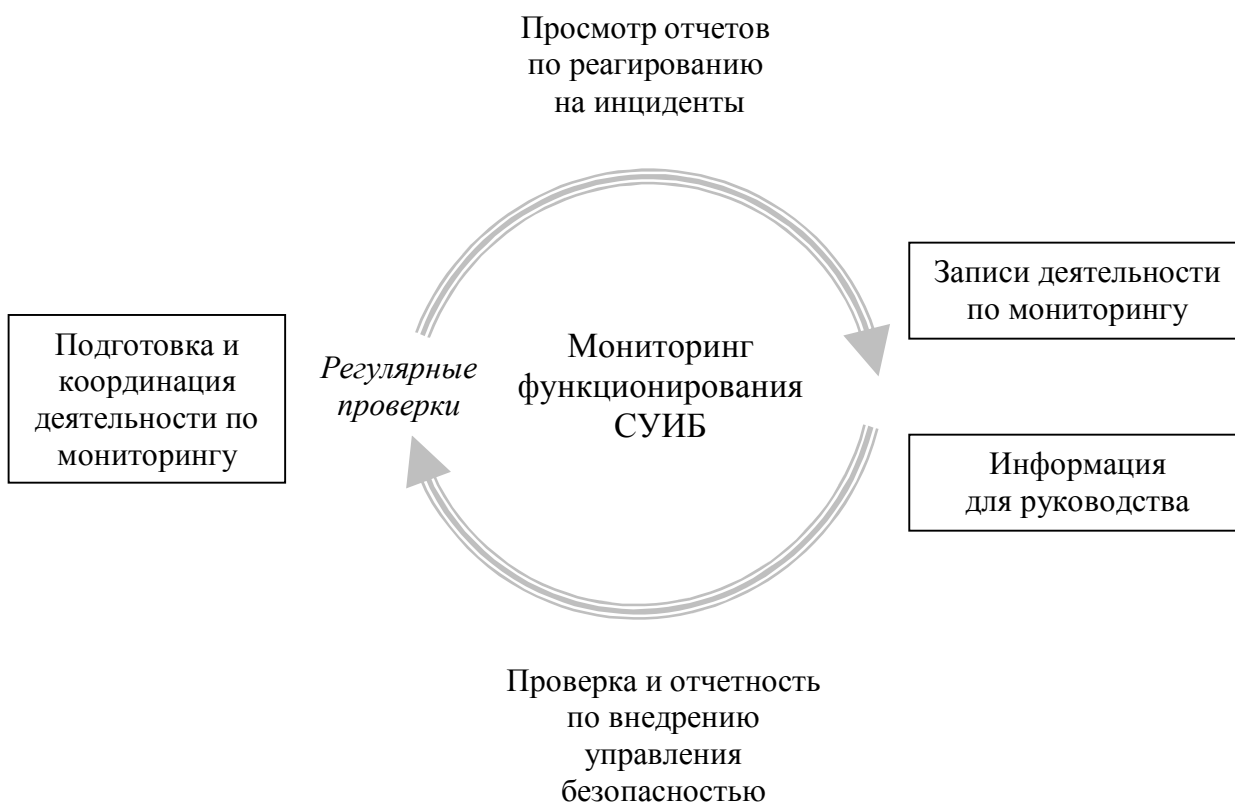 Просмотр отчетов
по реагированию
на инциденты
Записи деятельности
по мониторингу
Подготовка и
координация
деятельности по
мониторингу
Регулярные
проверки
Мониторинг
функционирования
СУИБ
Информация
для руководства
Проверка и отчетность
по внедрению
управления
безопасностью